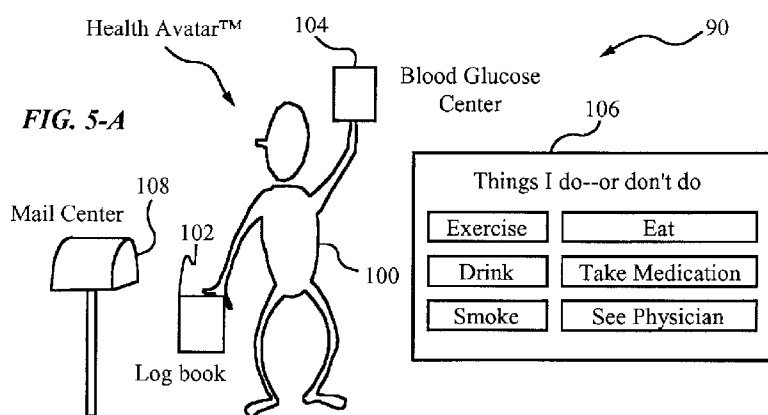 Health Avatar™
104
90
Blood Glucose
Center
FIG. 5-A
106
Things I do--or don't do
Mail Center
108
Exercise
Eat
102
100
Drink
Take Medication
Smoke
See Physician
Log book